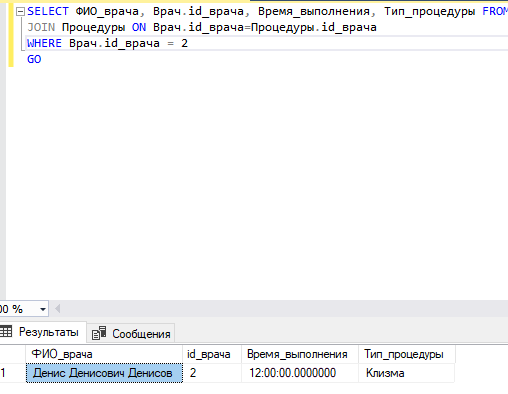 SELECT ФИО_врача, Врач.id_врача, Время_выполнения, Тип_процедуры FROM
JOIN Процедуры ON Врач.id_врача=Процедуры.id_врача
WHERE Врач.id_врача = 2
GO
00 %
Результаты Сообщения
ФИО_врача id_врача Время_выполнения Тип_процедуры
1 Денис Денисович Денисов 2 12:00:00.0000000 Клизма